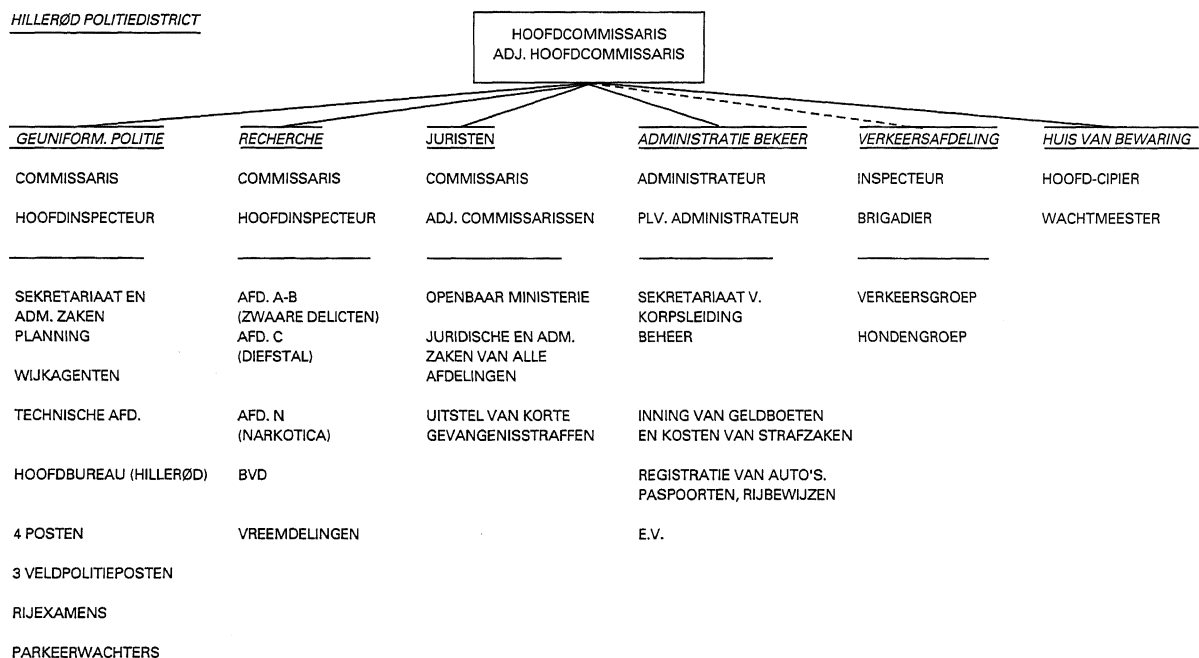 HILLERØD POLITIEDISTRICT
HOOFDCOMMISSARIS
ADJ. HOOFDCOMMISSARIS
GEUNIFORM. POLITIE
COMMISSARIS
HOOFDINSPECTEUR
SEKRETARIAAT EN
ADM. ZAKEN
PLANNING
WIJKAGENTEN
TECHNISCHE AFD.
HOOFDBUREAU (HILLERØD)
4 POSTEN
3 VELDPOLITIEPOSTEN
RIJEXAMENS
PARKEERWACHTERS
RECHERCHE
COMMISSARIS
HOOFDINSPECTEUR
AFD. A-B
(ZWAARE DELICTEN)
AFD. C
(DIEFSTAL)
AFD. N
(NARKOTICA)
BVD
VREEMDELINGEN
JURISTEN
COMMISSARIS
ADJ. COMMISSARISSEN
OPENBAAR MINISTERIE
JURIDISCHE EN ADM.
ZAKEN VAN ALLE
AFDELINGEN
UITSTEL VAN KORTE
GEVANGENISSTRAFFEN
ADMINISTRATIE BEKEER
ADMINISTRATEUR
PLV. ADMINISTRATEUR
SEKRETARIAAT V.
KORPSLEIDING
BEHEER
INNING VAN GELDBOETEN
EN KOSTEN VAN STRAFZAKEN
REGISTRATIE VAN AUTO'S.
PASPOORTEN, RIJBEWIJZEN
E.V.
VERKEERSAFDELING
INSPECTEUR
BRIGADIER
VERKEERSGROEP
HONDENGROEP
HUIS VAN BEWARING
HOOFD-CIPIER
WACHTMEESTER